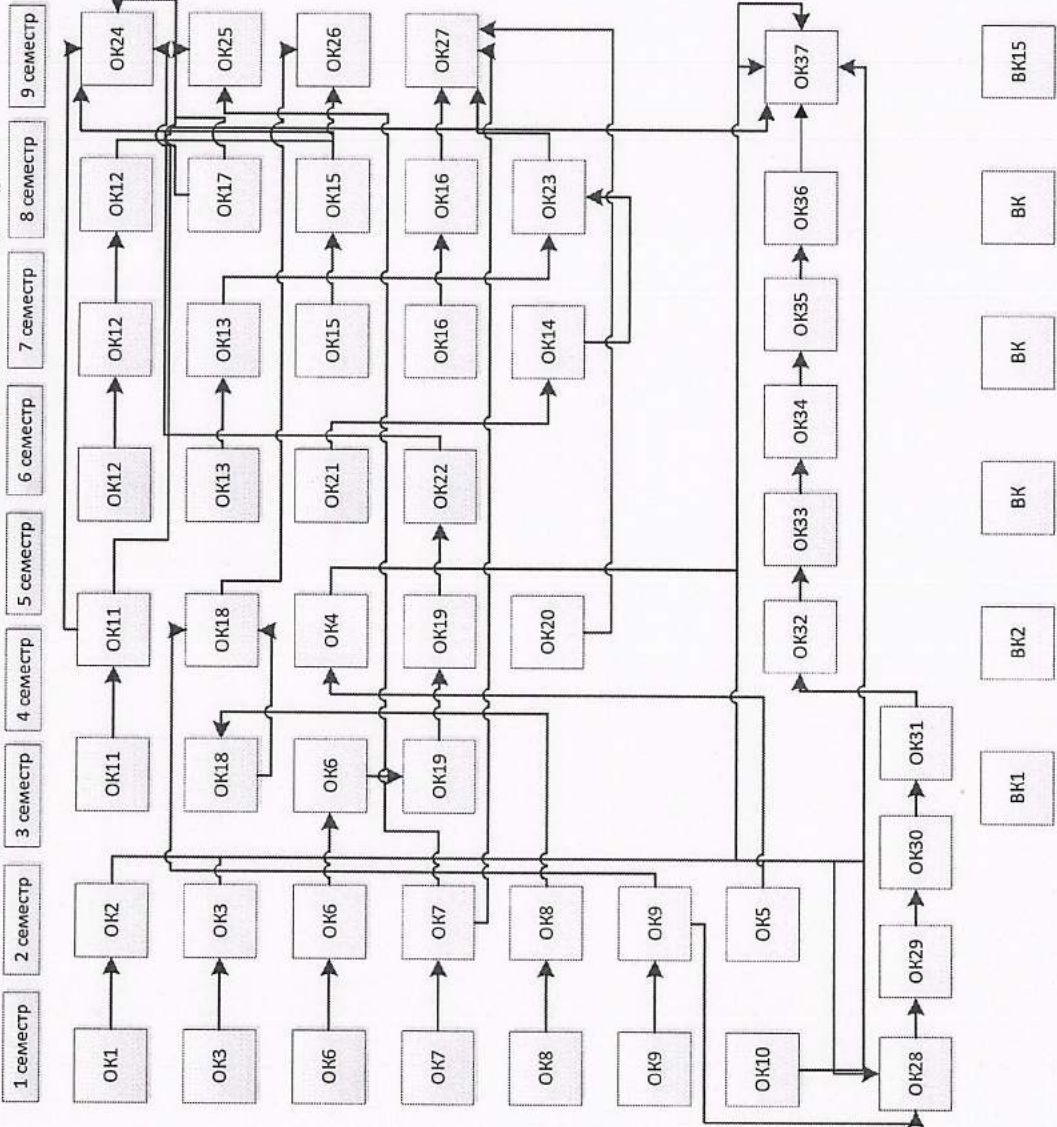 1 семестр
2 семестр
3 семестр
4 семестр
5 семестр
6 семестр
7 семестр
8 семестр
9 семестр
ОК1
ОК2
ОК11
ОК11
ОК12
ОК12
ОК12
ОК24
ОК3
ОК3
ОК18
ОК18
ОК13
ОК13
ОК17
ОК25
ОК6
ОК6
ОК6
ОК4
ОК21
ОК15
ОК15
ОК26
ОК7
ОК7
ОК19
ОК19
ОК22
ОК16
ОК16
ОК27
ОК8
ОК8
ОК20
ОК14
ОК23
ОК9
ОК9
ОК10
ОК5
ОК32
ОК33
ОК34
ОК35
ОК36
ОК37
ОК28
ОК29
ОК30
ОК31
ВК1
ВК2
ВК
ВК
ВК
ВК15